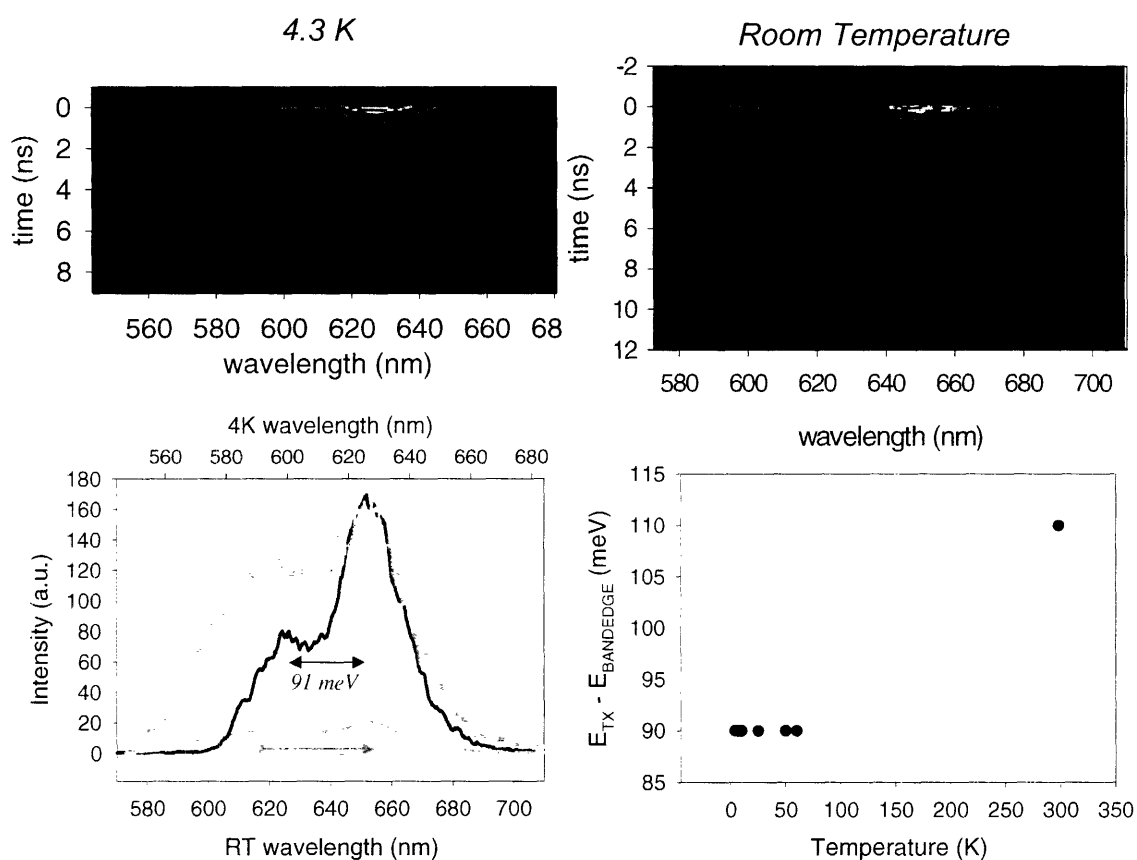 4.3 K
Room Temperature
time (ns)
0
2
4
6
8
560 580 600 620 640 660 68
wavelength (nm)
time (ns)
-2
0
2
4
6
8
10
12
580 600 620 640 660 680 700
wavelength (nm)
4K wavelength (nm)
560 580 600 620 640 660 680
Intensity (a.u.)
180
160
140
120
100
80
60
40
20
0
91 meV
580 600 620 640 660 680 700
RT wavelength (nm)
E_TX - E_BANDEDGE (meV)
115
110
105
100
95
90
85
0 50 100 150 200 250 300 350
Temperature (K)